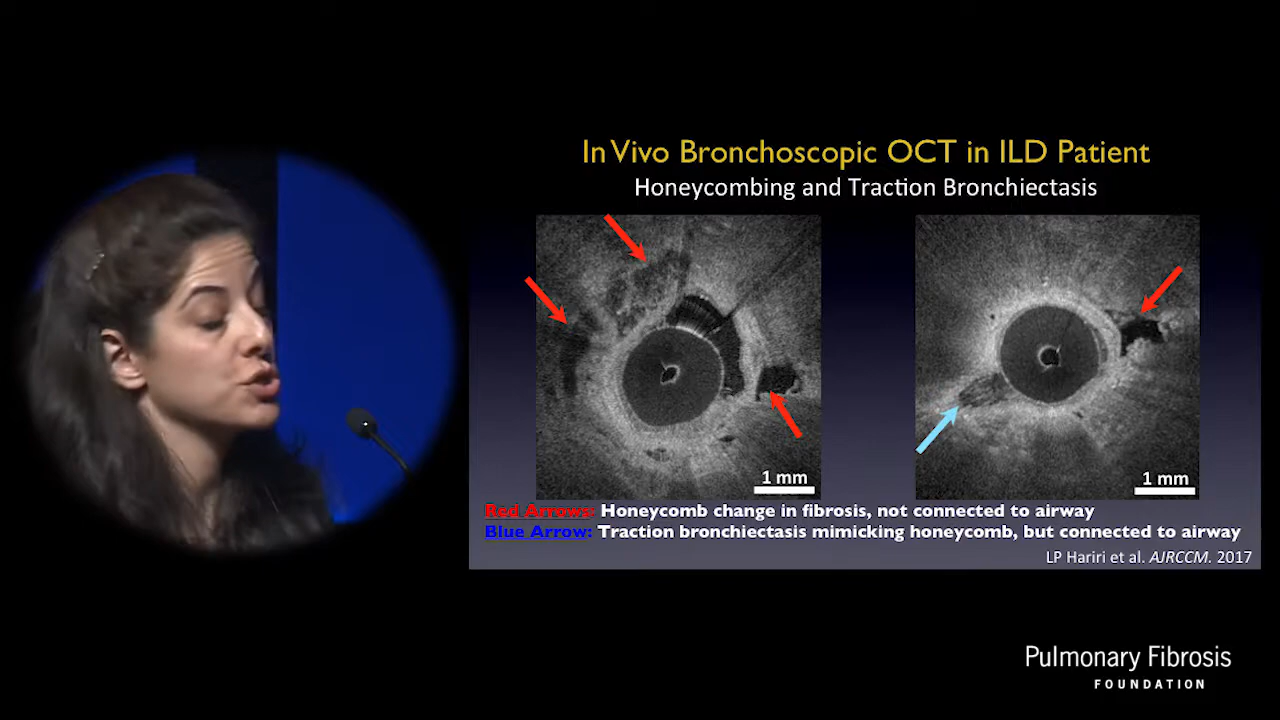 In Vivo Bronchoscopic OCT in ILD Patient
Honeycombing and Traction Bronchiectasis
1 mm
1 mm
Red Arrows: Honeycomb change in fibrosis, not connected to airway
Blue Arrow: Traction bronchiectasis mimicking honeycomb, but connected to airway
LP Hariri et al. AJRCCM. 2017
Pulmonary Fibrosis
FOUNDATION